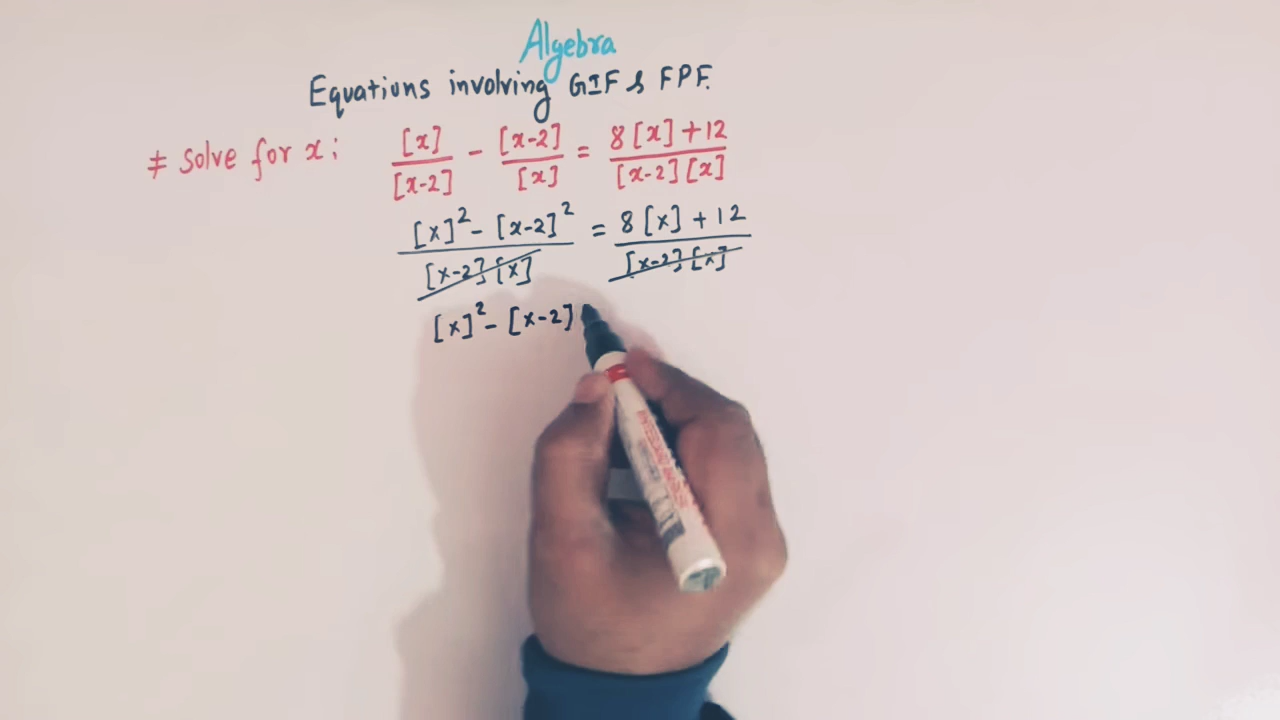 Algebra
Equations involving GIF & FPF.
# Solve for x : [x]/[x-2] - [x-2]/[x] = 8[x]+12/[x-2][x]
[x]² - [x-2]²/[x-2][x] = 8[x] + 12/[x-2][x]
[x]² - [x-2]